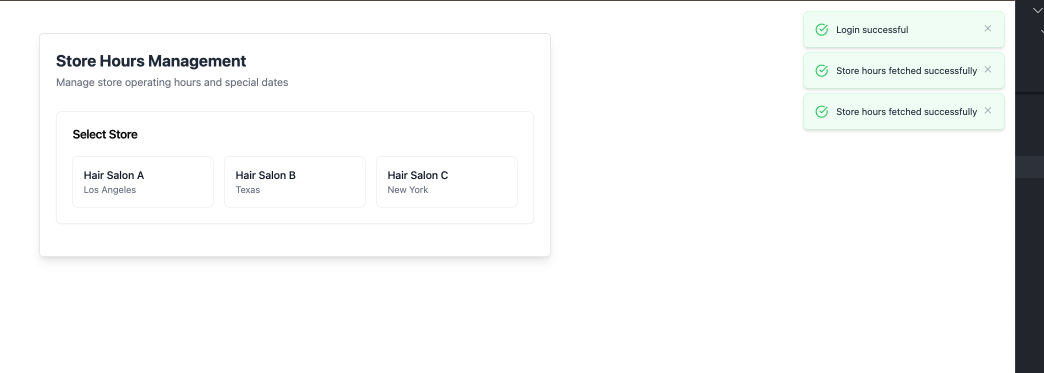 Store Hours Management
Manage store operating hours and special dates
Select Store
Hair Salon A
Los Angeles
Hair Salon B
Texas
Hair Salon C
New York
Login successful
Store hours fetched successfully
Store hours fetched successfully